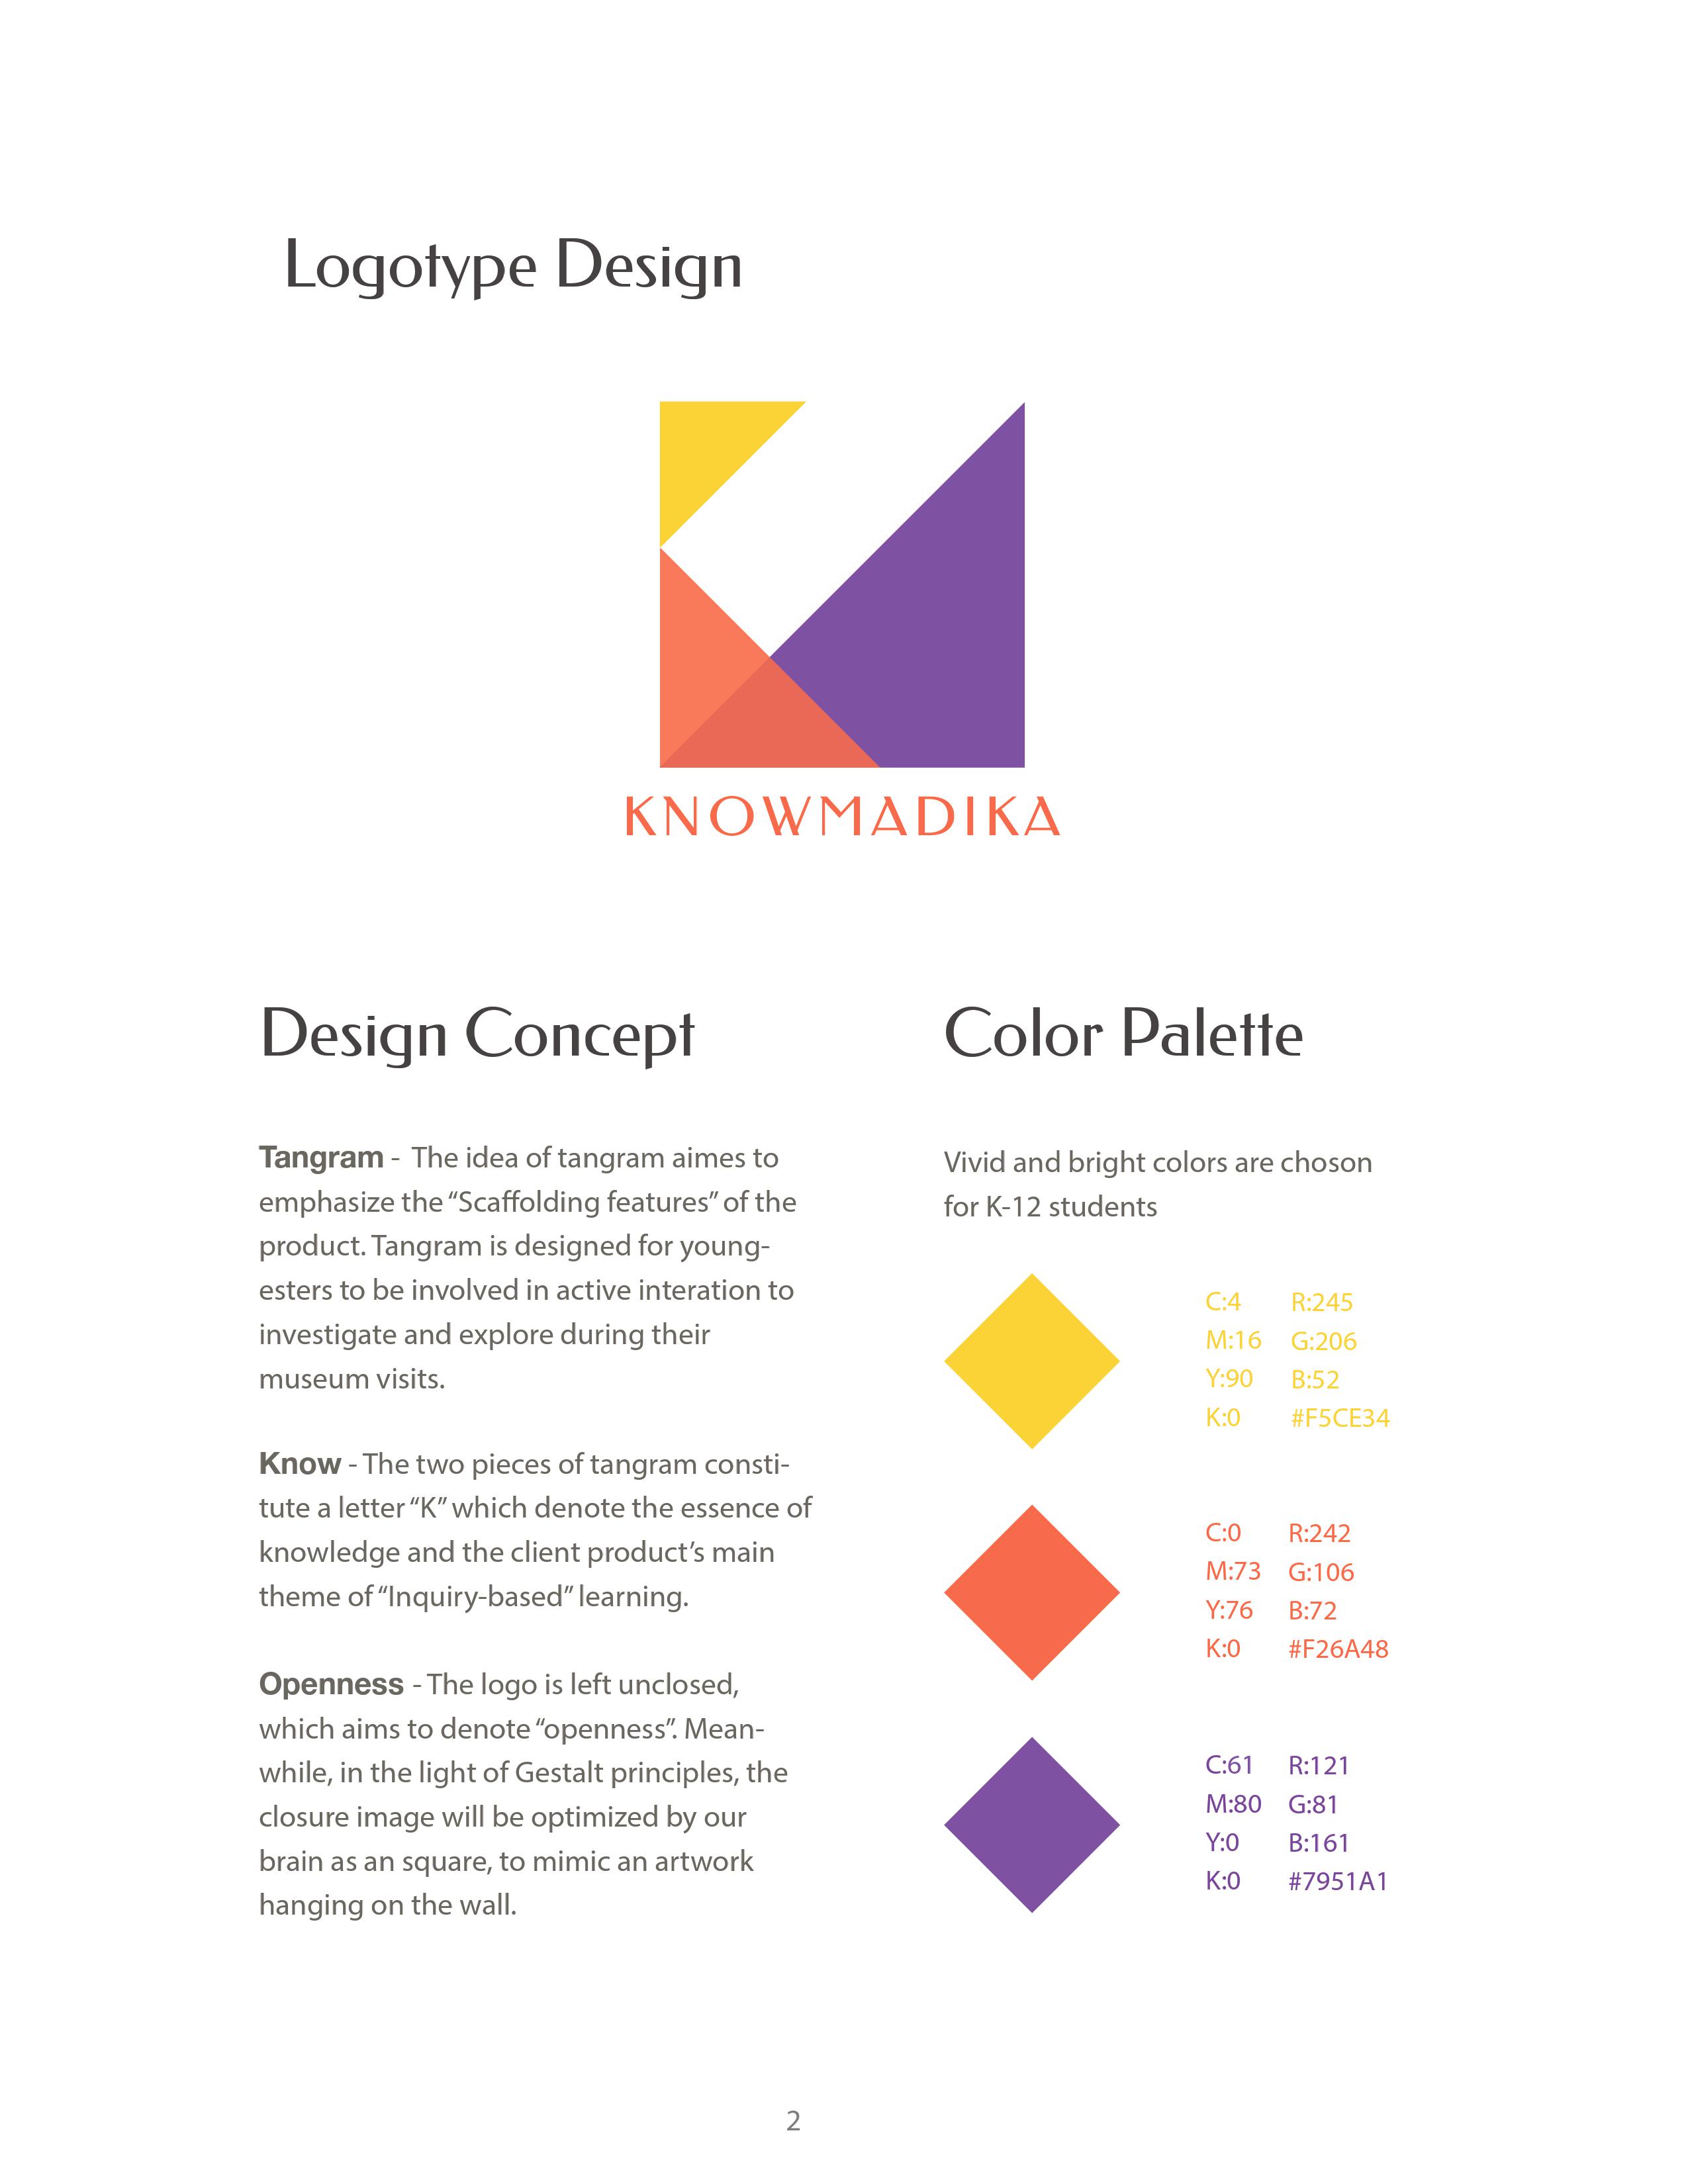 Logotype Design
KNOWMADIKA
Design Concept
Tangram -  The idea of tangram aimes to
emphasize the “Scaffolding features” of the
product. Tangram is designed for young-
esters to be involved in active interation to
investigate and explore during their
museum visits.
Know - The two pieces of tangram consti-
tute a letter “K” which denote the essence of
knowledge and the client product’s main
theme of “Inquiry-based” learning.
Openness - The logo is left unclosed,
which aims to denote “openness”. Mean-
while, in the light of Gestalt principles, the
closure image will be optimized by our
brain as an square, to mimic an artwork
hanging on the wall.
Color Palette
Vivid and bright colors are choson
for K-12 students
C:4 R:245
M:16 G:206
Y:90 B:52
K:0 #F5CE34
C:0 R:242
M:73 G:106
Y:76 B:72
K:0 #F26A48
C:61 R:121
M:80 G:81
Y:0 B:161
K:0 #7951A1
2